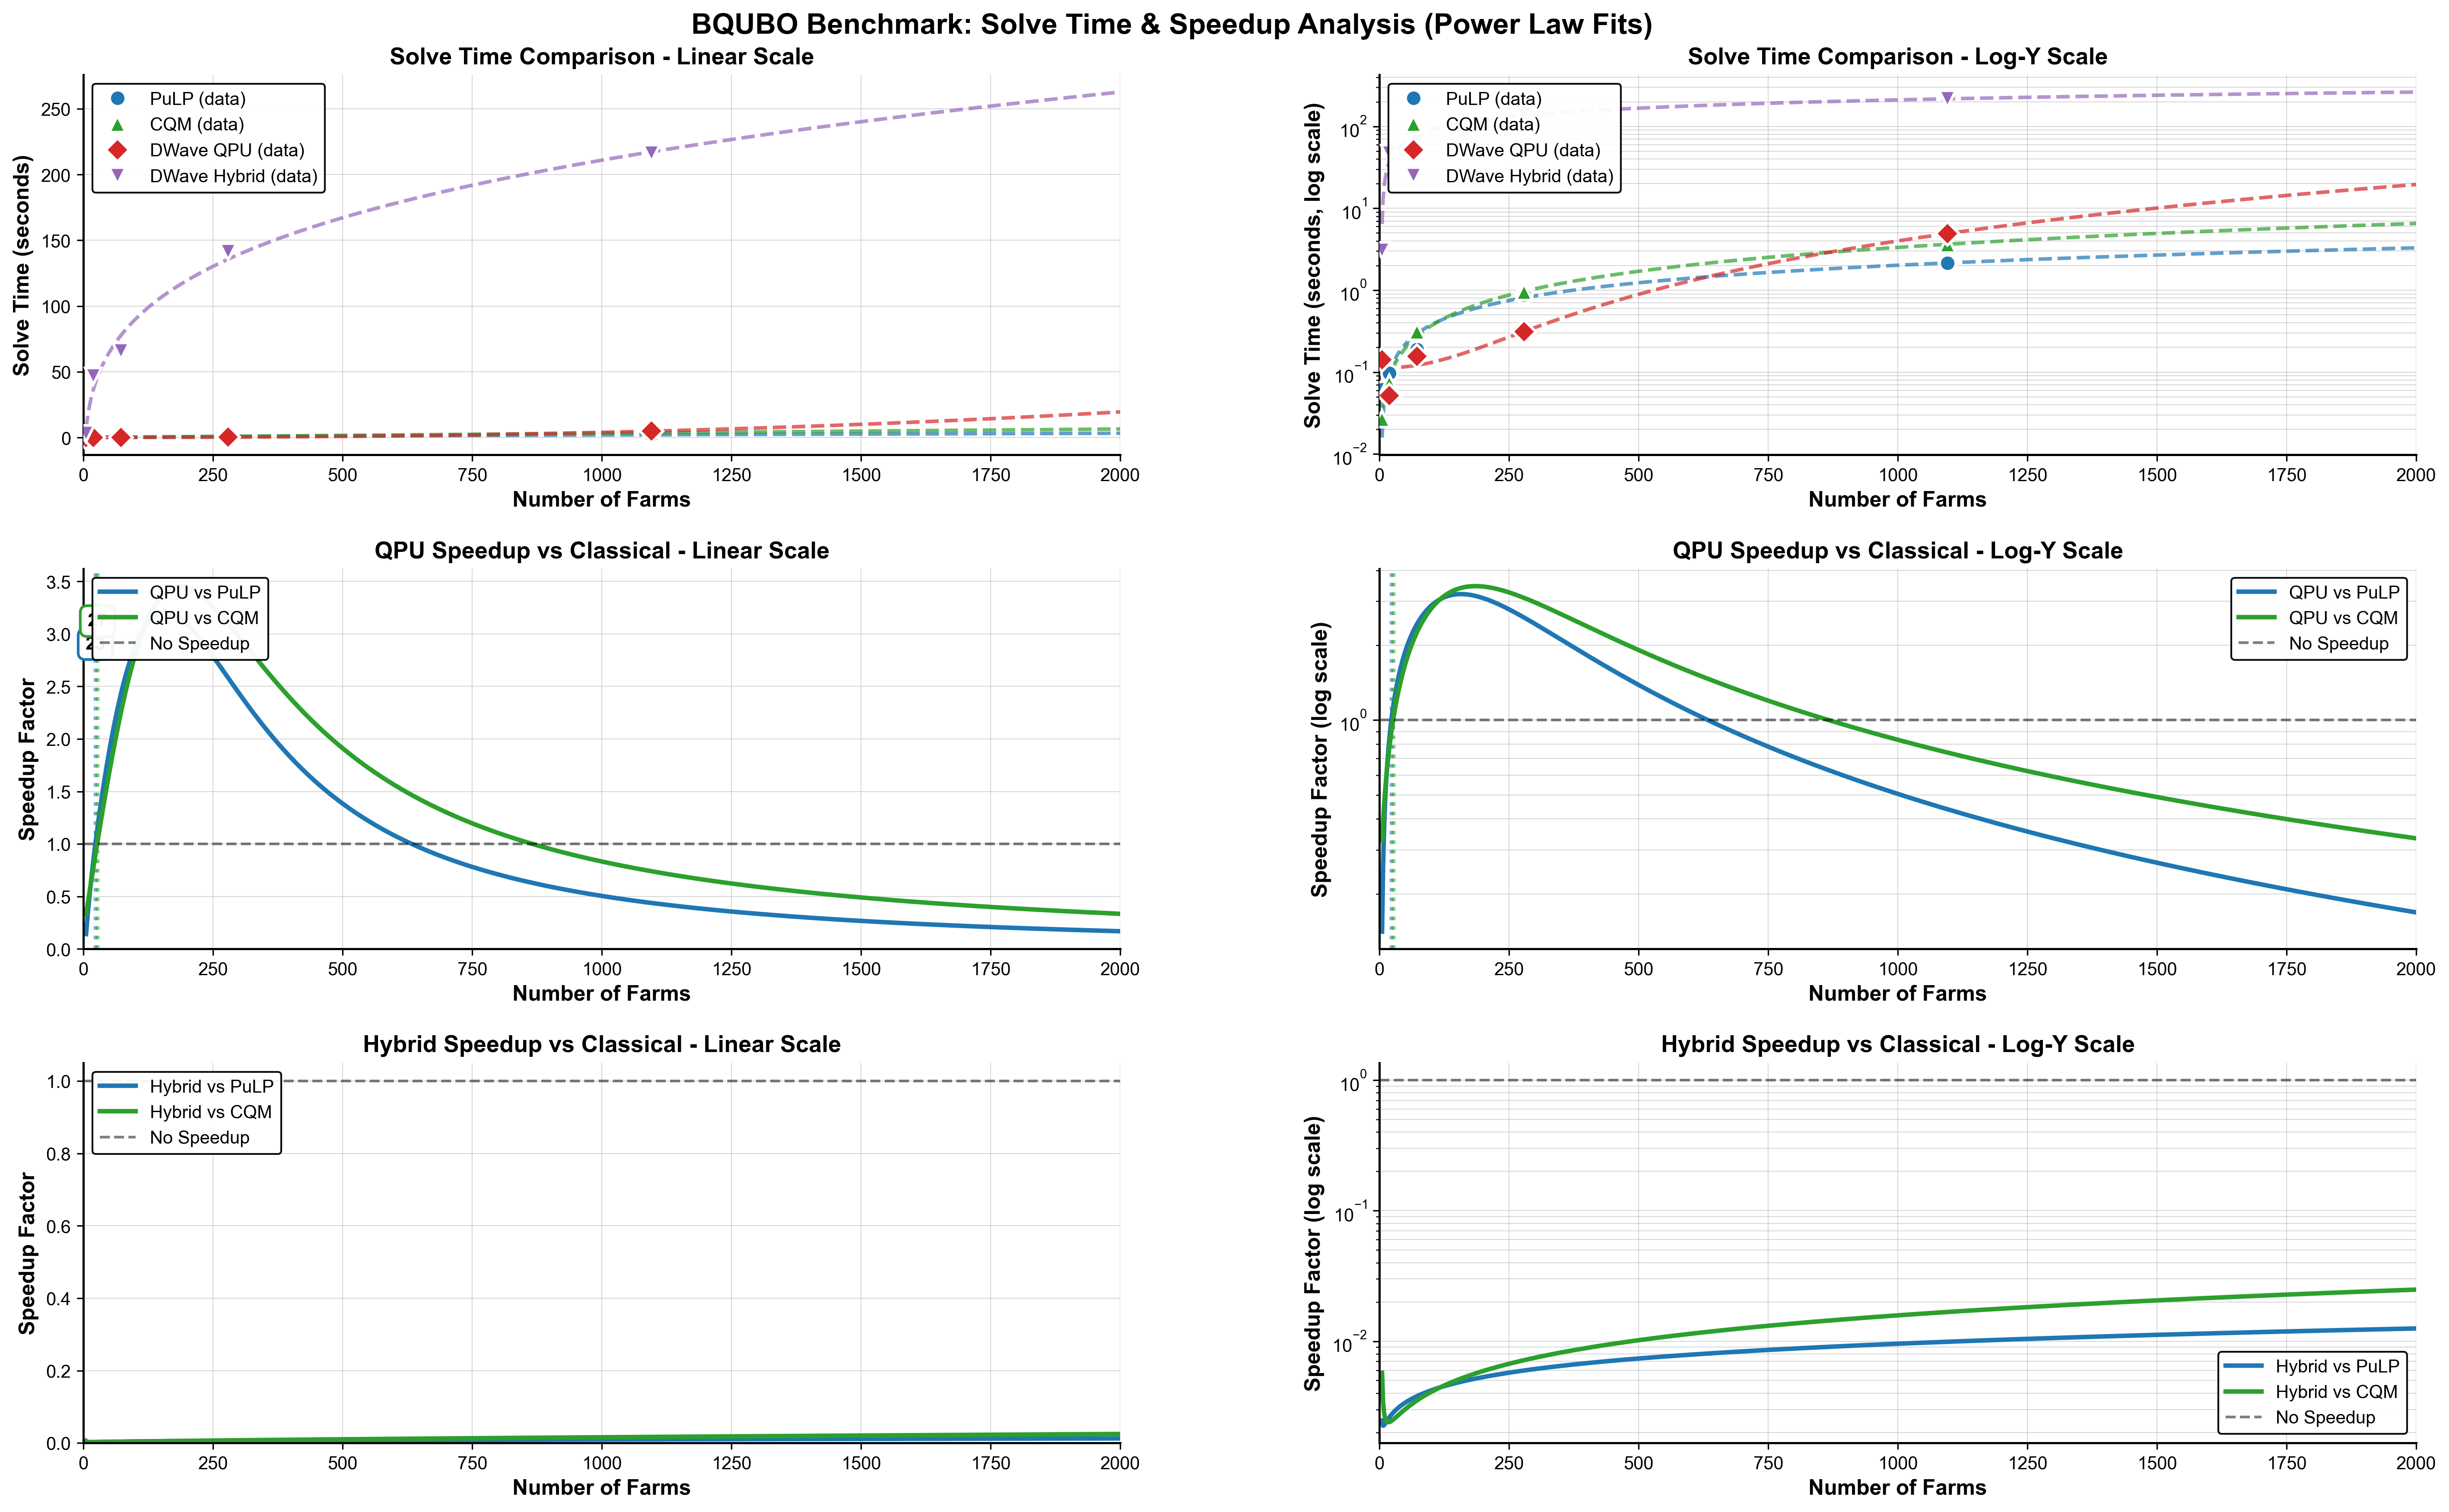 BQUBO Benchmark: Solve Time & Speedup Analysis (Power Law Fits)
Solve Time Comparison - Linear Scale
Solve Time (seconds)
250
200
150
100
50
0
PuLP (data)
CQM (data)
DWave QPU (data)
DWave Hybrid (data)
0 250 500 750 1000 1250 1500 1750 2000
Number of Farms
Solve Time Comparison - Log-Y Scale
Solve Time (seconds, log scale)
10²
10¹
10⁰
10⁻¹
10⁻²
PuLP (data)
CQM (data)
DWave QPU (data)
DWave Hybrid (data)
0 250 500 750 1000 1250 1500 1750 2000
Number of Farms
QPU Speedup vs Classical - Linear Scale
Speedup Factor
3.5
3.0
2.5
2.0
1.5
1.0
0.5
0.0
QPU vs PuLP
QPU vs CQM
No Speedup
0 250 500 750 1000 1250 1500 1750 2000
Number of Farms
QPU Speedup vs Classical - Log-Y Scale
Speedup Factor (log scale)
10⁰
QPU vs PuLP
QPU vs CQM
No Speedup
0 250 500 750 1000 1250 1500 1750 2000
Number of Farms
Hybrid Speedup vs Classical - Linear Scale
Speedup Factor
1.0
0.8
0.6
0.4
0.2
0.0
Hybrid vs PuLP
Hybrid vs CQM
No Speedup
0 250 500 750 1000 1250 1500 1750 2000
Number of Farms
Hybrid Speedup vs Classical - Log-Y Scale
Speedup Factor (log scale)
10⁰
10⁻¹
10⁻²
Hybrid vs PuLP
Hybrid vs CQM
No Speedup
0 250 500 750 1000 1250 1500 1750 2000
Number of Farms